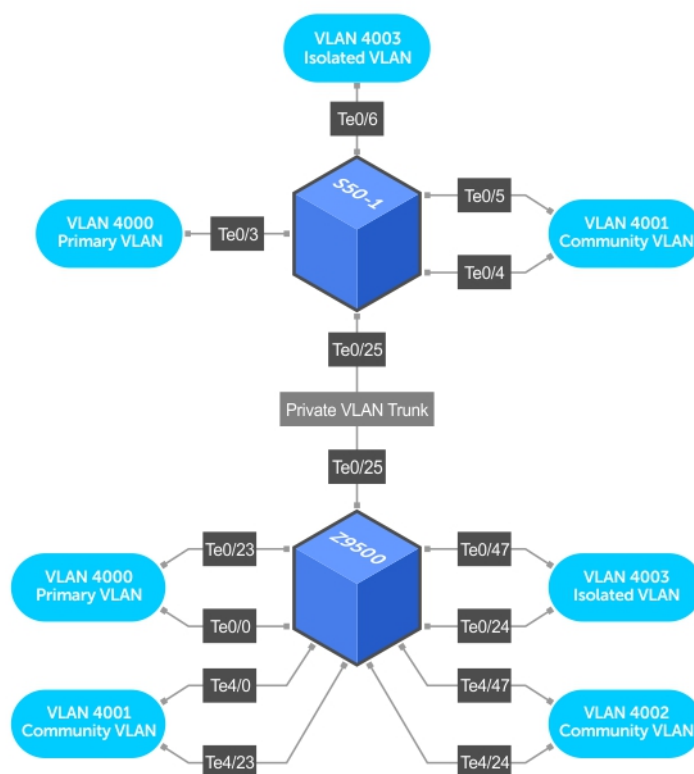 VLAN 4003
Isolated VLAN
Te0/6
S50-1
Te0/5
VLAN 4000
Primary VLAN
Te0/3
VLAN 4001
Community VLAN
Te0/4
Te0/25
Private VLAN Trunk
Te0/25
Z9500
Te0/23
Te0/47
VLAN 4000
Primary VLAN
VLAN 4003
Isolated VLAN
Te0/0
Te0/24
Te4/0
Te4/47
VLAN 4001
Community VLAN
VLAN 4002
Community VLAN
Te4/23
Te4/24